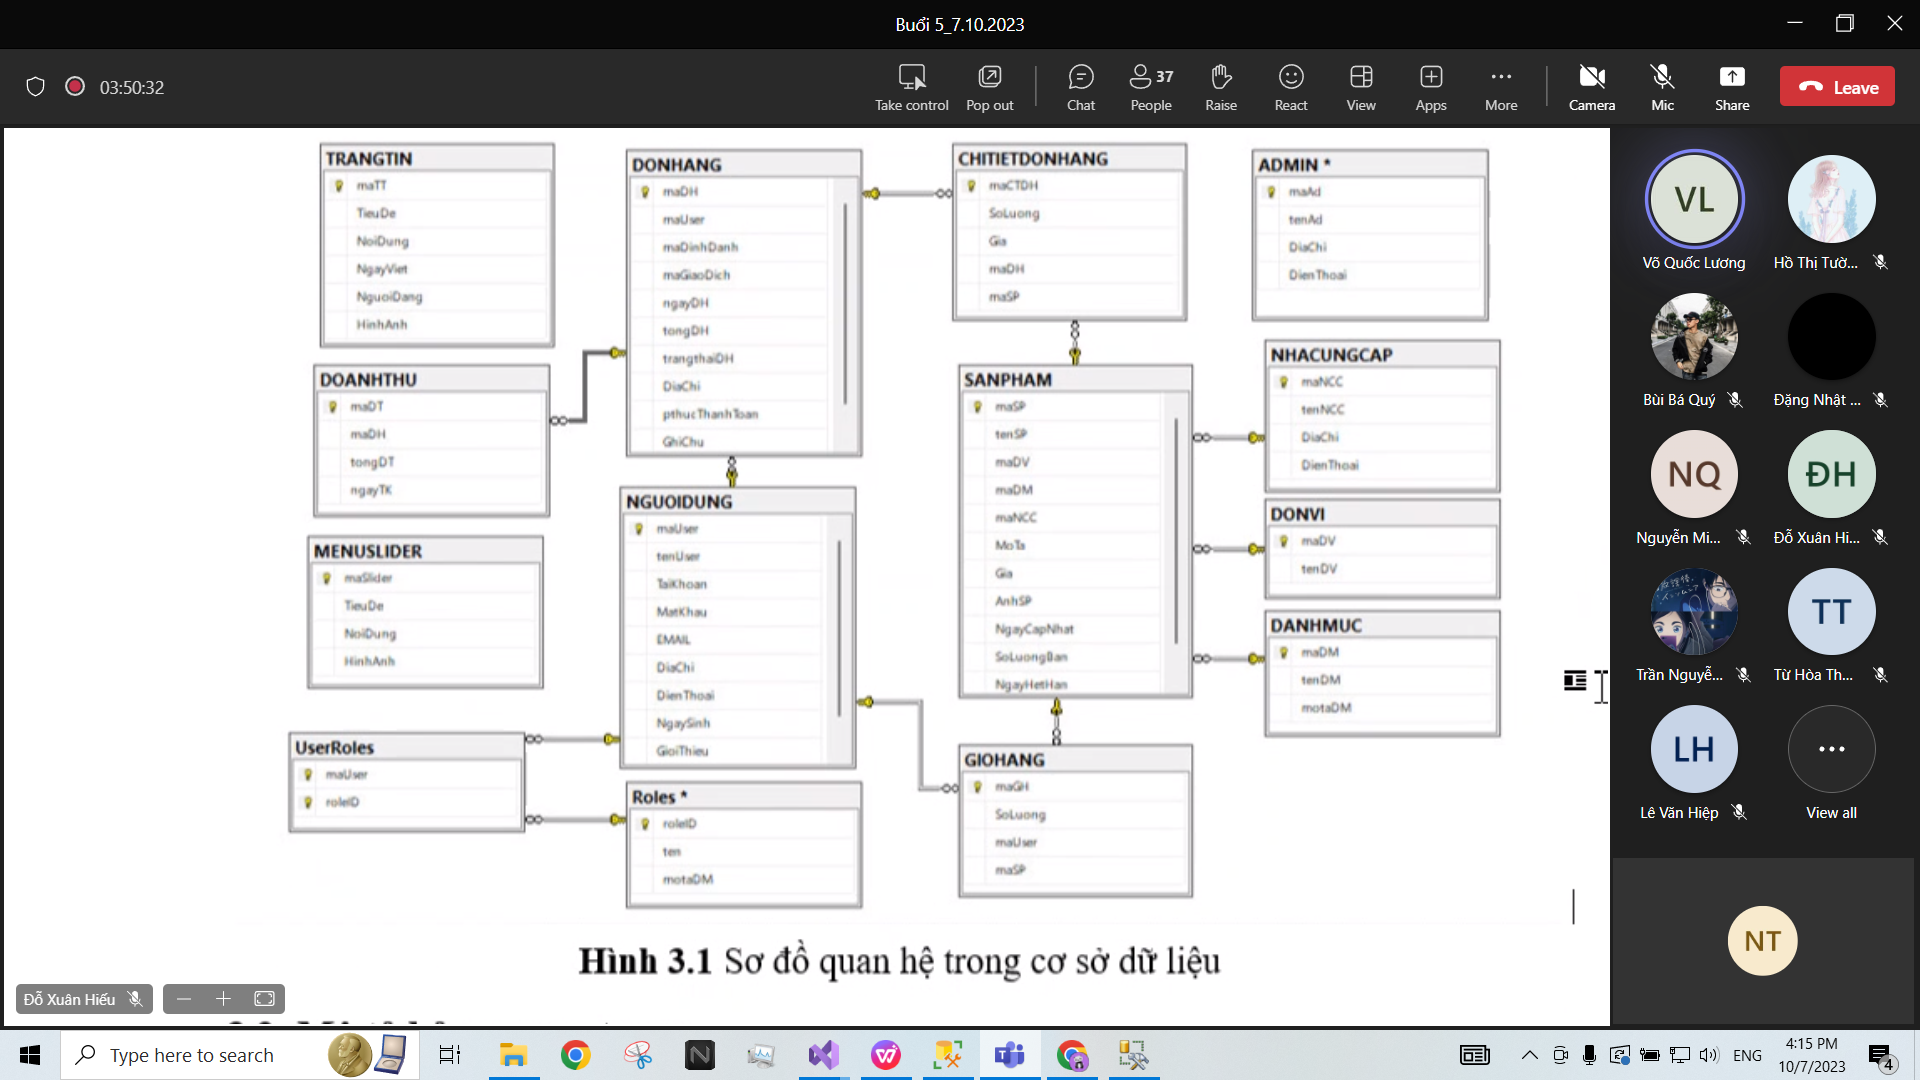 Buổi 5_7.10.2023
03:50:32
Take control
Pop out
Chat
37
People
Raise
React
View
Apps
More
Camera
Mic
Share
Leave
TRANGTIN
maTT
TieuDe
NoiDung
NgayViet
NguoiDang
HinhAnh
DOANHTHU
maDT
maDH
tongDT
ngayTK
MENUSLIDER
maSlider
TieuDe
NoiDung
HinhAnh
UserRoles
maUser
roleID
DONHANG
maDH
maUser
maDinhDanh
maGiaoDich
ngayDH
tongDH
trangthaiDH
DiaChi
pthucThanhToan
GhiChu
NGUOIDUNG
maUser
tenUser
TaiKhoan
MatKhau
EMAIL
DiaChi
DienThoai
NgaySinh
GioiThieu
Roles *
roleID
ten
motaDM
CHITIETDONHANG
maCTDH
SoLuong
Gia
maDH
maSP
SANPHAM
maSP
tenSP
maDV
maDM
maNCC
MoTa
Gia
AnhSP
NgayCapNhat
SoLuongBan
NgayHetHan
GIOHANG
maGH
SoLuong
maUser
maSP
ADMIN *
maAd
tenAd
DiaChi
DienThoai
NHACUNGCAP
maNCC
tenNCC
DiaChi
DienThoai
DONVI
maDV
tenDV
DANHMUC
maDM
tenDM
motaDM
Hình 3.1 Sơ đồ quan hệ trong cơ sở dữ liệu
Đỗ Xuân Hiếu
VL
Võ Quốc Lương
Hồ Thị Tườ...
Bùi Bá Quý
Đặng Nhật ...
NQ
Nguyễn Mi...
ĐH
Đỗ Xuân Hi...
Trần Nguyễ...
TT
Từ Hòa Th...
LH
Lê Văn Hiệp
View all
NT
Type here to search
ENG
4:15 PM
10/7/2023
4